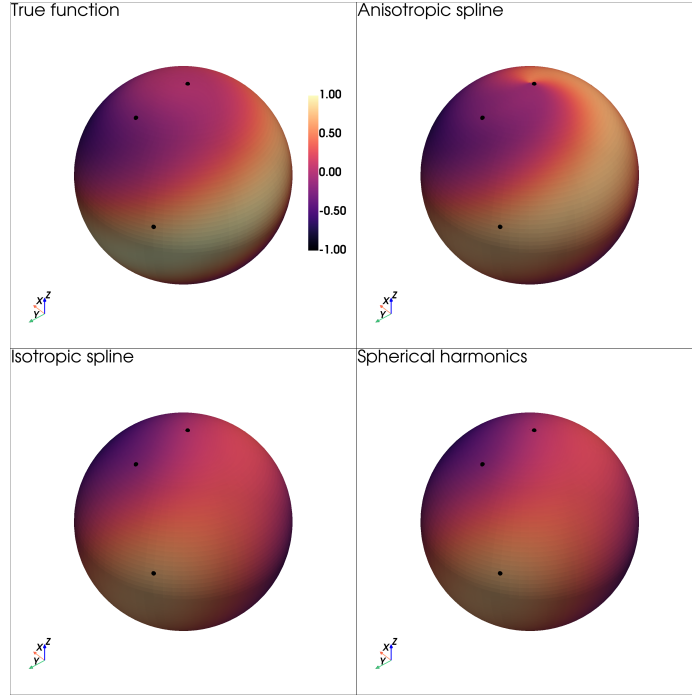 True function
Anisotropic spline
1.00
0.50
0.00
-0.50
-1.00
X Z
Y
X Z
Y
Isotropic spline
Spherical harmonics
X Z
Y
X Z
Y